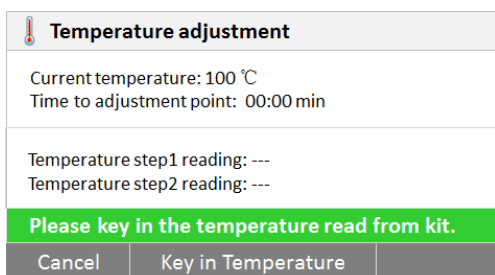 Temperature adjustment
Current temperature: 100 ℃
Time to adjustment point: 00:00 min
Temperature step1 reading: ---
Temperature step2 reading: ---
Please key in the temperature read from kit.
Cancel Key in Temperature